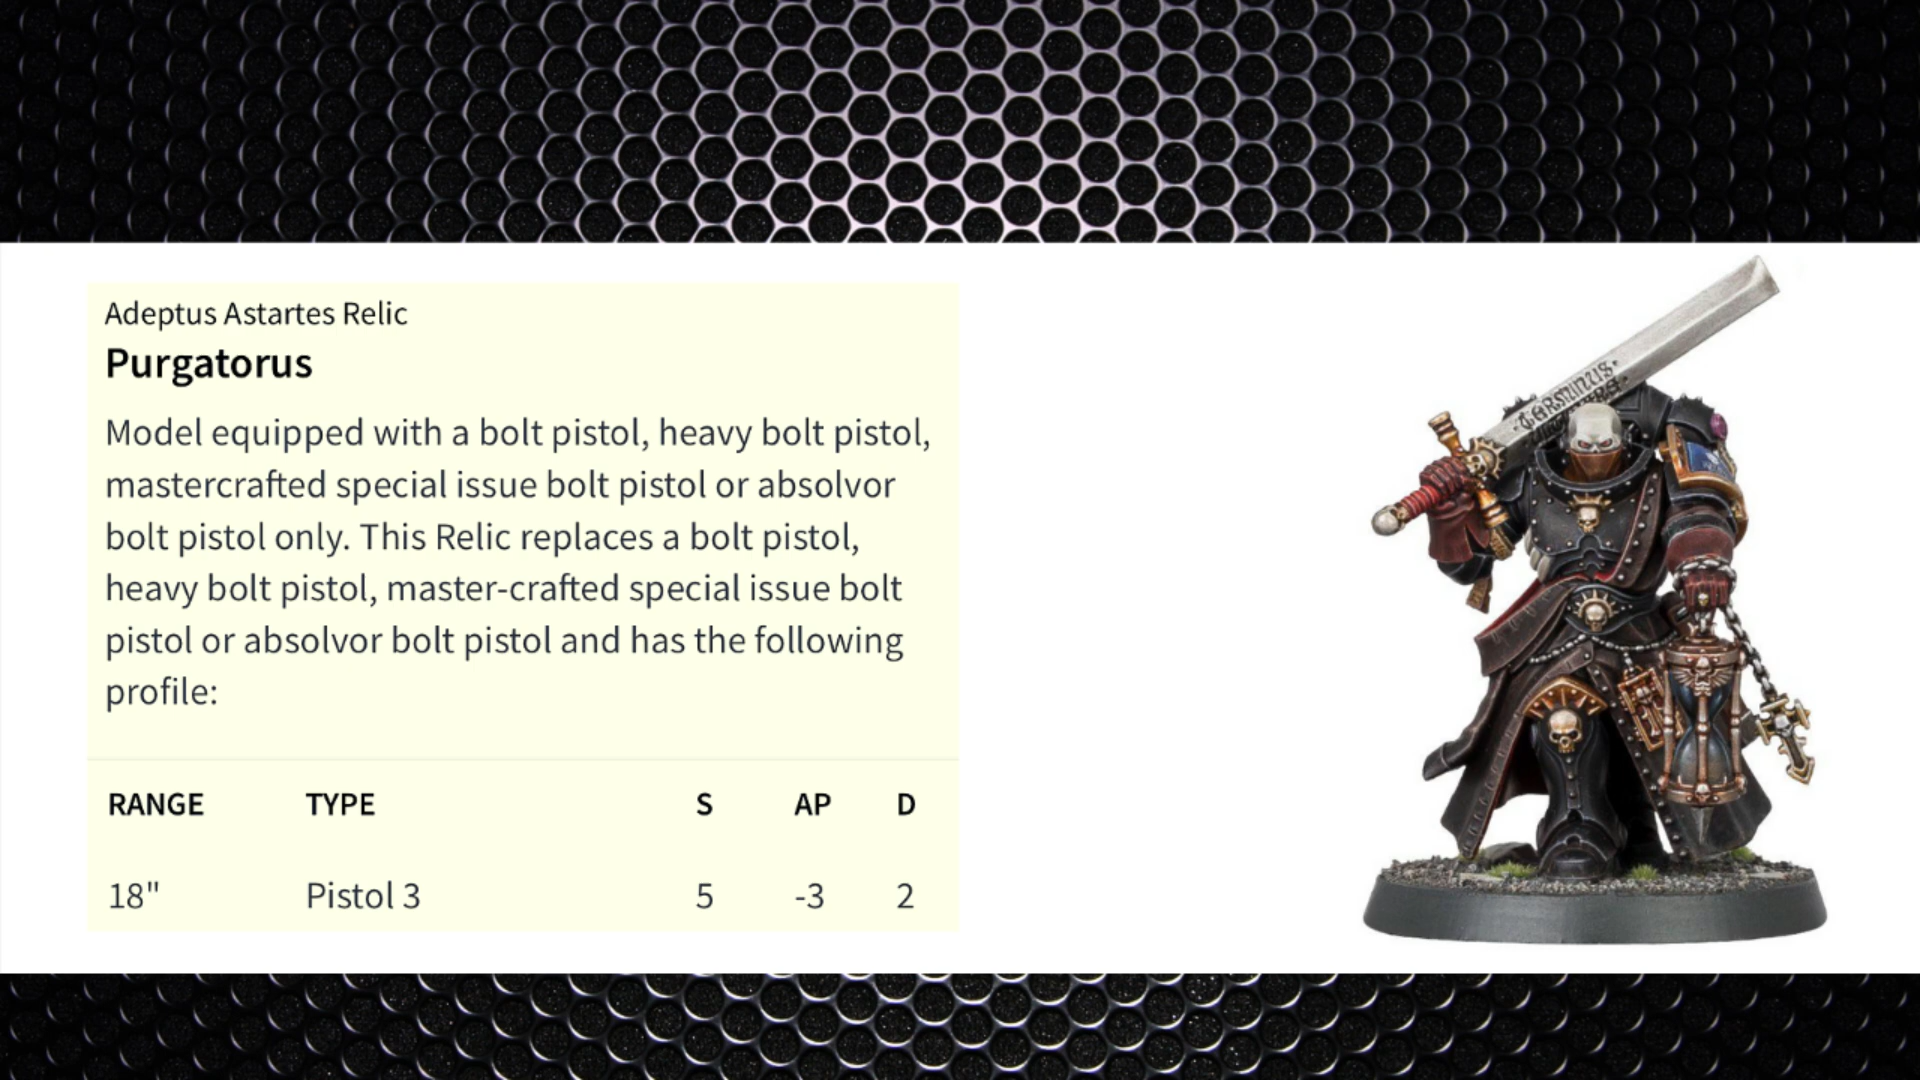 Adeptus Astartes Relic
Purgatorus
Model equipped with a bolt pistol, heavy bolt pistol,
mastercrafted special issue bolt pistol or absolvor
bolt pistol only. This Relic replaces a bolt pistol,
heavy bolt pistol, master-crafted special issue bolt
pistol or absolvor bolt pistol and has the following
profile:
RANGE TYPE S AP D
18" Pistol 3 5 -3 2